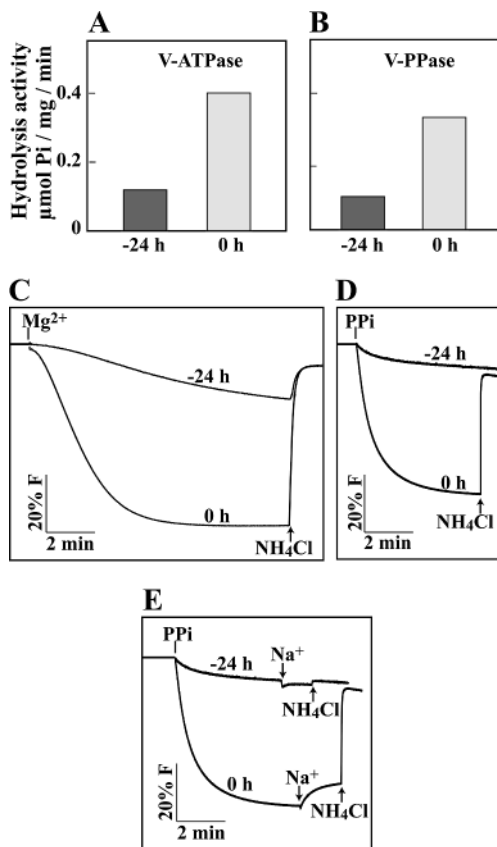 A
B
Hydrolysis activity
µmol Pi / mg / min
V-ATPase
V-PPase
0.4
0.2
0
-24 h
0 h
-24 h
0 h
C
Mg2+
-24 h
0 h
20% F
2 min
NH4Cl
D
PPi
-24 h
0 h
20% F
2 min
NH4Cl
E
PPi
-24 h
Na+
NH4Cl
0 h
Na+
NH4Cl
20% F
2 min